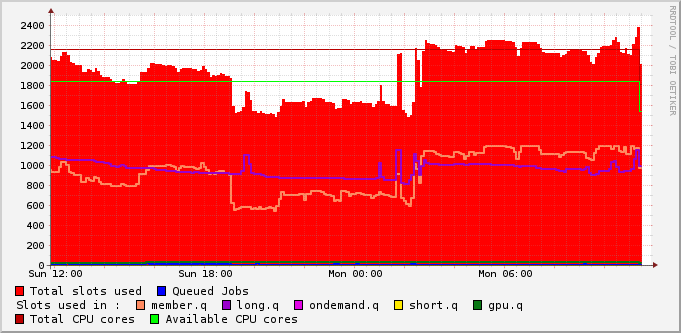 RRDTOOL / TOBI OETIKER
2400
2200
2000
1800
1600
1400
1200
1000
800
600
400
200
0
Sun 12:00 Sun 18:00 Mon 00:00 Mon 06:00
Total slots used Queued Jobs
Slots used in : member.q long.q ondemand.q short.q gpu.q
Total CPU cores Available CPU cores